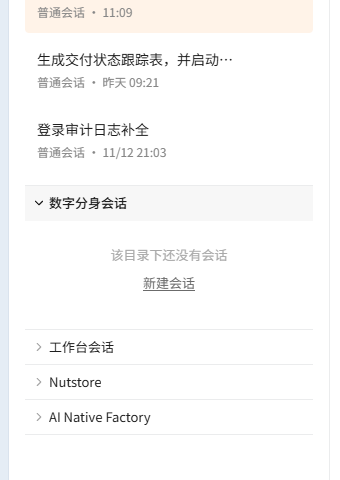 普通会话 • 11:09
生成交付状态跟踪表，并启动…
普通会话 • 昨天 09:21
登录审计日志补全
普通会话 • 11/12 21:03
数字分身会话
该目录下还没有会话
新建会话
工作台会话
Nutstore
AI Native Factory